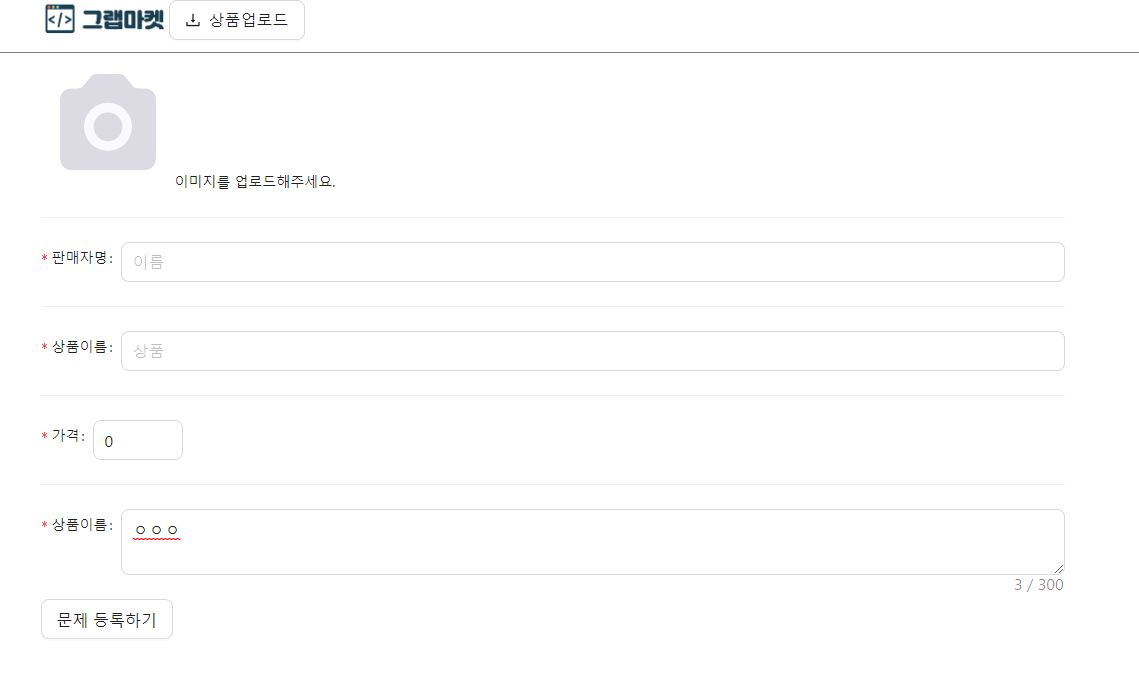 </> 그랩마켓 상품업로드
이미지를 업로드해주세요.
* 판매자명: 이름
* 상품이름: 상품
* 가격: 0
* 상품이름: ㅇㅇㅇ
3 / 300
문제 등록하기